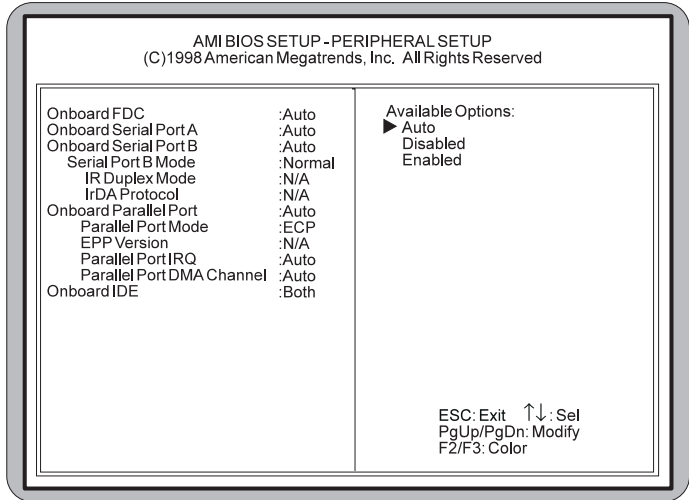 AMIBIOS SETUP - PERIPHERAL SETUP
(C)1998 American Megatrends, Inc. All Rights Reserved
Onboard FDC :Auto
Onboard Serial Port A :Auto
Onboard Serial Port B :Auto
Serial Port B Mode :Normal
IR Duplex Mode :N/A
IrDA Protocol :N/A
Onboard Parallel Port :Auto
Parallel Port Mode :ECP
EPP Version :N/A
Parallel Port IRQ :Auto
Parallel Port DMA Channel :Auto
Onboard IDE :Both
Available Options:
▶ Auto
Disabled
Enabled
ESC: Exit ↑↓: Sel
PgUp/PgDn: Modify
F2/F3: Color